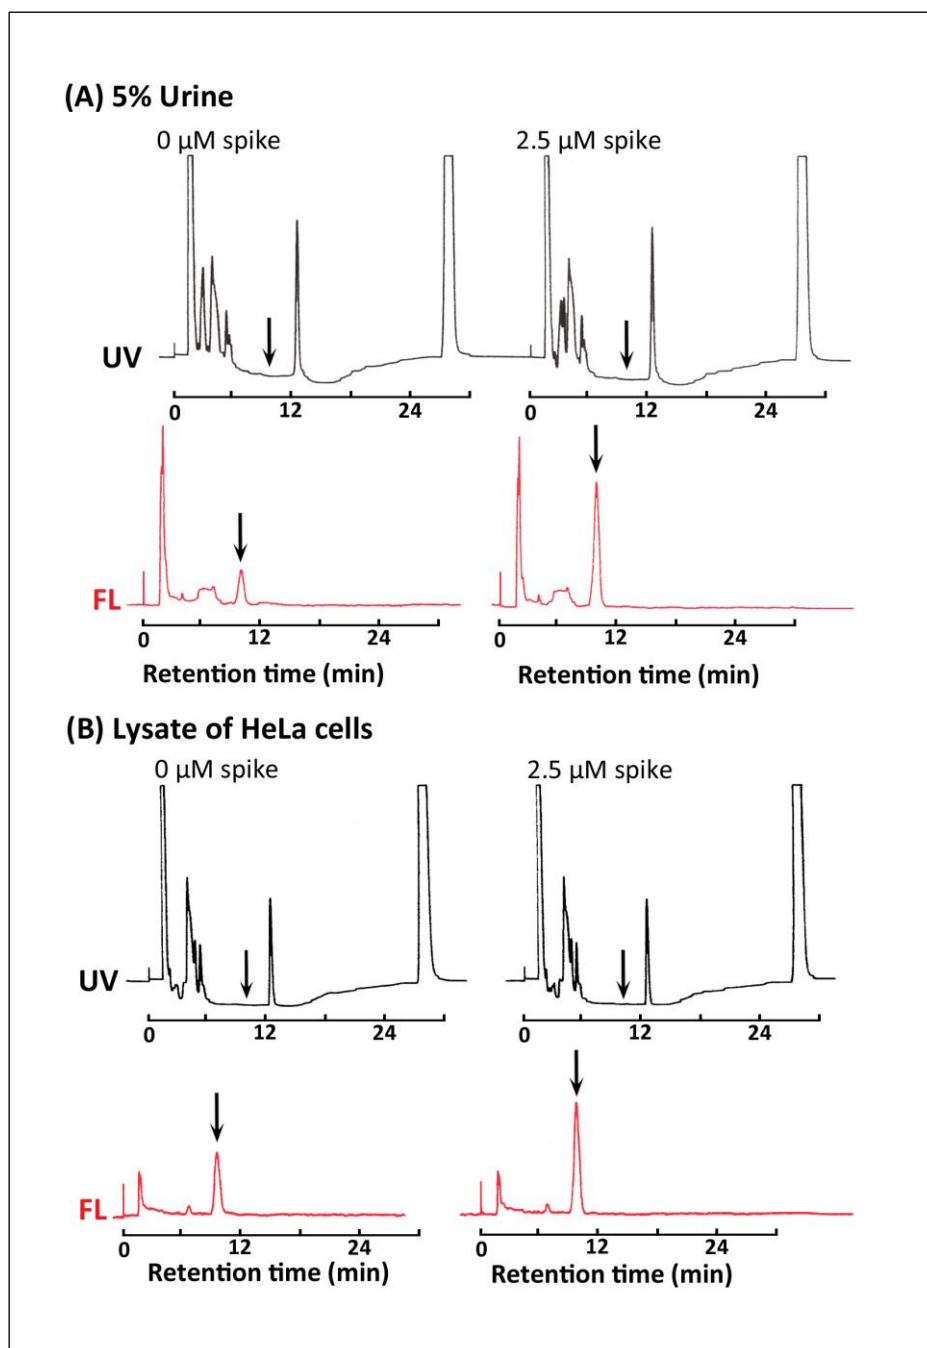 (A) 5% Urine
0 μM spike 2.5 μM spike
UV
0 12 24 0 12 24
FL
0 12 24 0 12 24
Retention time (min) Retention time (min)
(B) Lysate of HeLa cells
0 μM spike 2.5 μM spike
UV
0 12 24 0 12 24
FL
0 12 24 0 12 24
Retention time (min) Retention time (min)